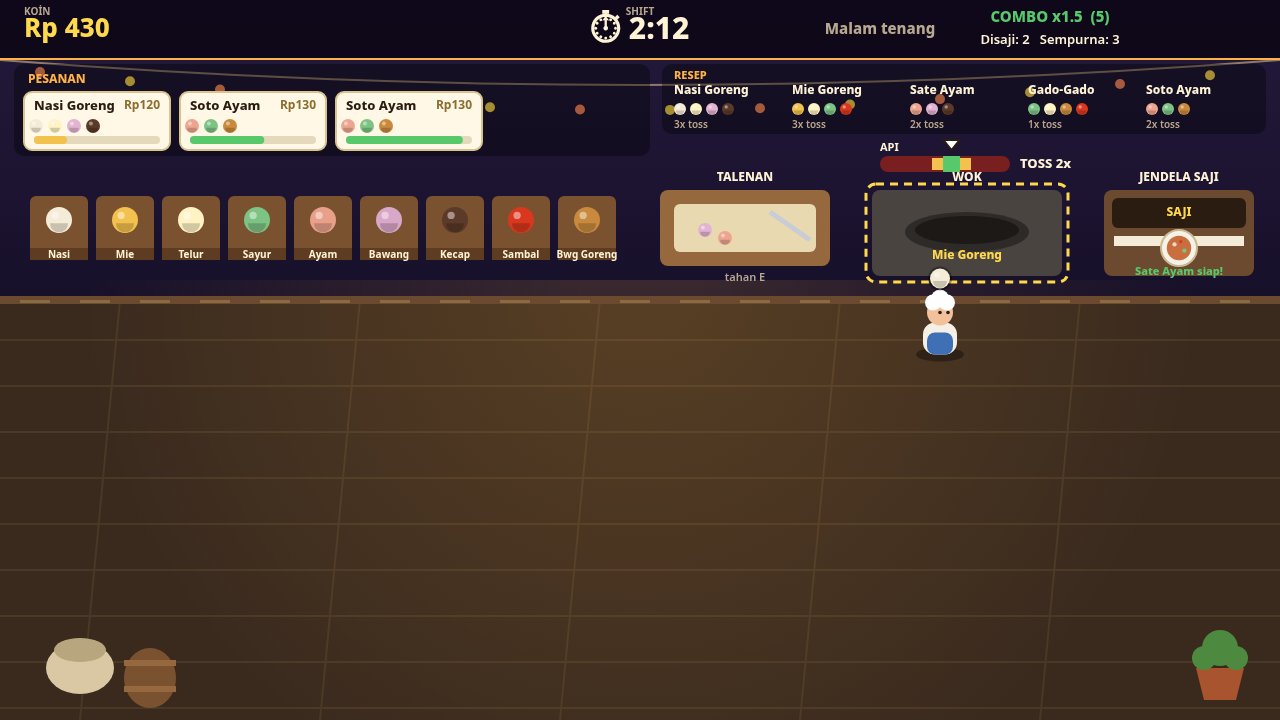 KOİN
Rp 430
SHIFT
2:12
Malam tenang
COMBO x1.5 (5)
Disaji: 2 Sempurna: 3
PESANAN
Nasi Goreng Rp120
Soto Ayam Rp130
Soto Ayam Rp130
RESEP
Nasi Goreng
3x toss
Mie Goreng
3x toss
Sate Ayam
2x toss
Gado-Gado
1x toss
Soto Ayam
2x toss
API
TOSS 2x
Nasi
Mie
Telur
Sayur
Ayam
Bawang
Kecap
Sambal
Bwg Goreng
TALENAN
tahan E
WOK
Mie Goreng
JENDELA SAJI
SAJI
Sate Ayam siap!